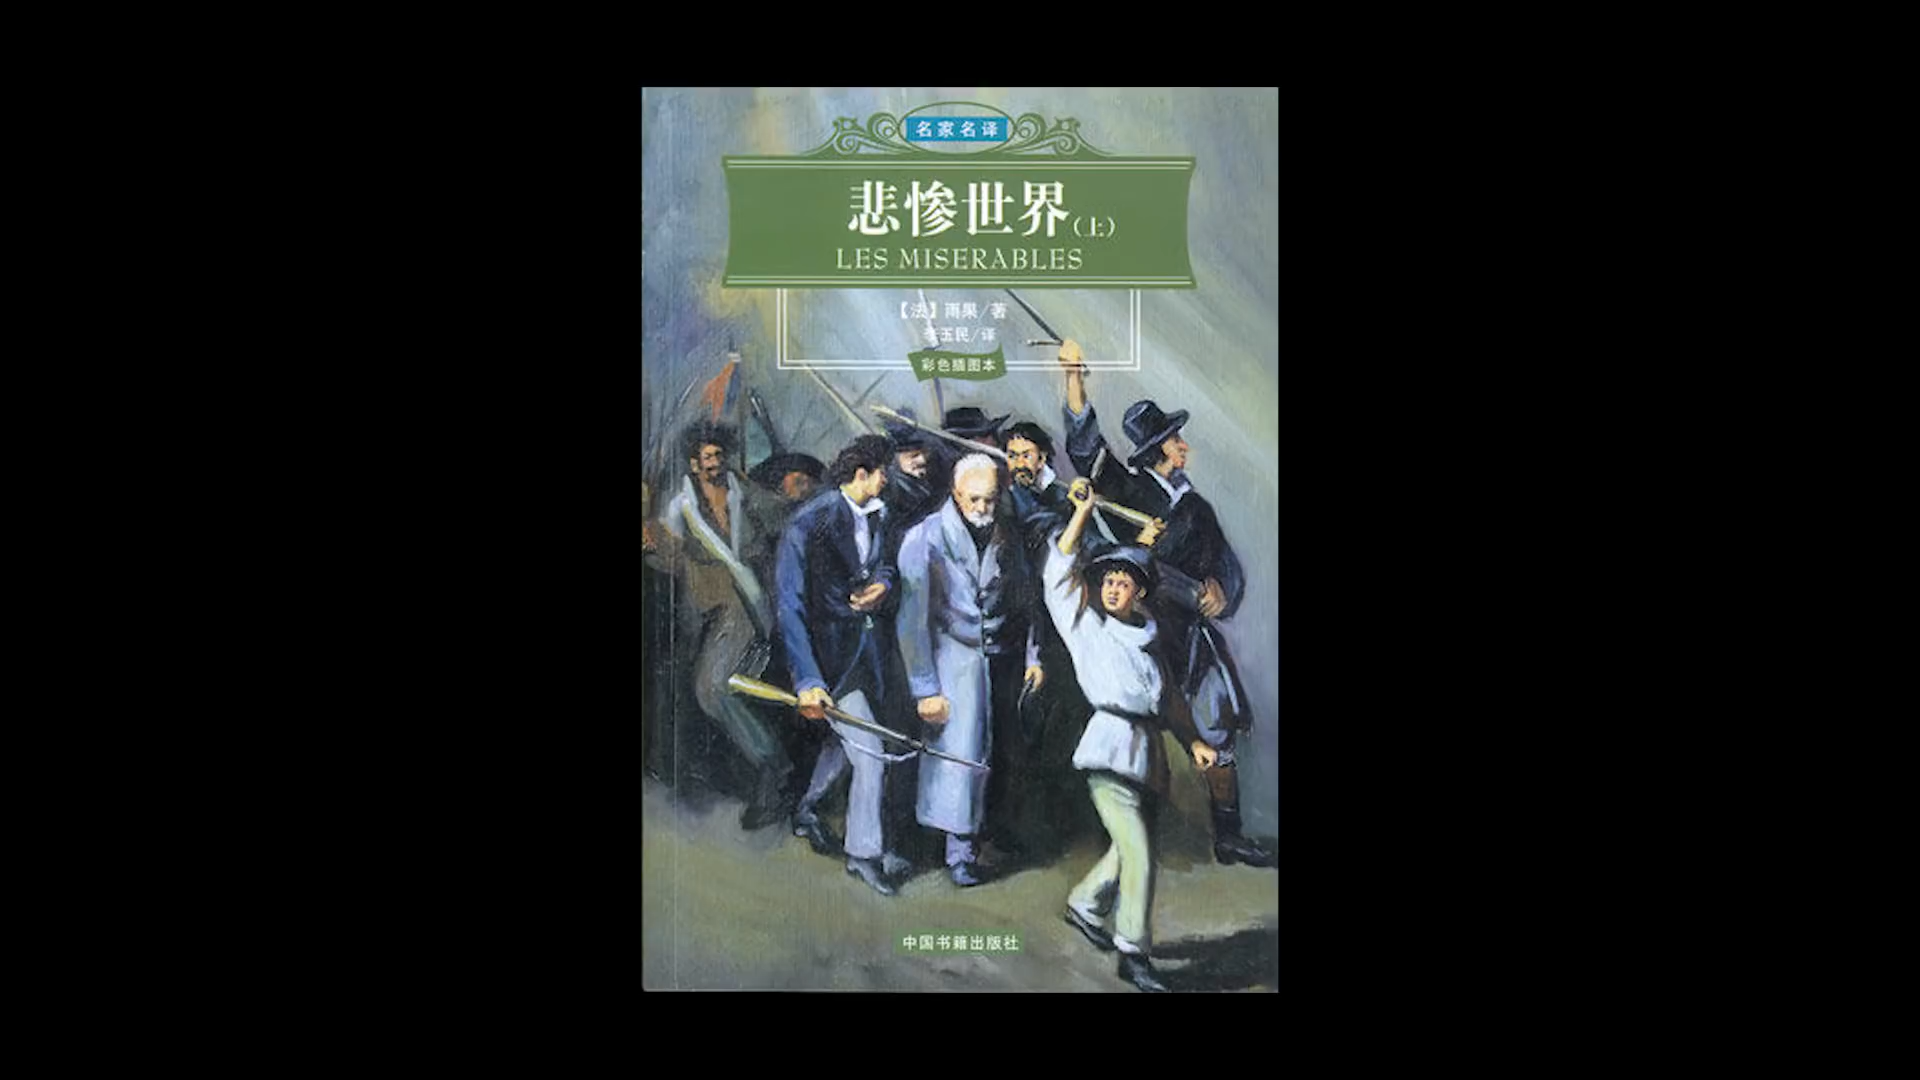 名家名译
悲惨世界(上)
LES MISERABLES
【法】雨果/著
李玉民/译
彩色插图本
中国书籍出版社